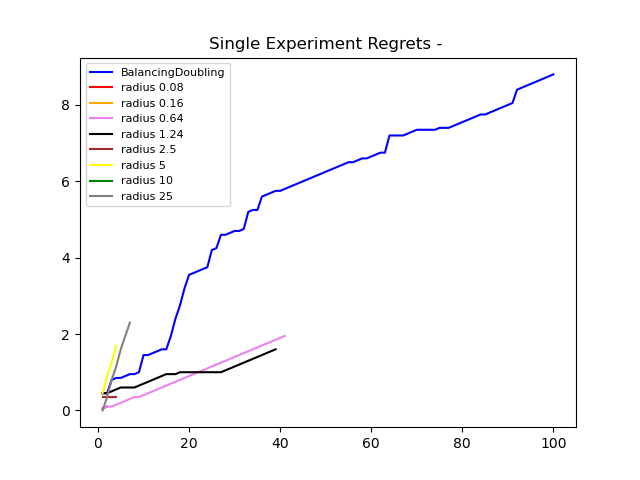 Single Experiment Regrets -
BalancingDoubling
radius 0.08
radius 0.16
radius 0.64
radius 1.24
radius 2.5
radius 5
radius 10
radius 25
8
6
4
2
0
0 20 40 60 80 100